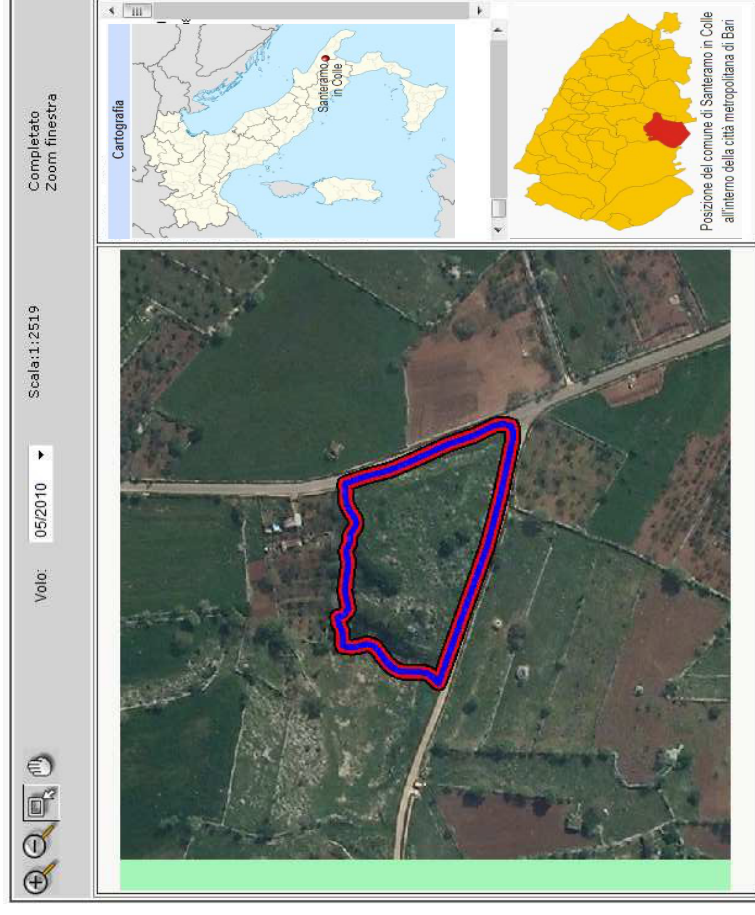 Volo:
05/2010
Scala:1:2519
Completato
Zoom finestra
Cartografia
Santeramo
in Colle
Posizione del comune di Santeramo in Colle
all'interno della città metropolitana di Bari